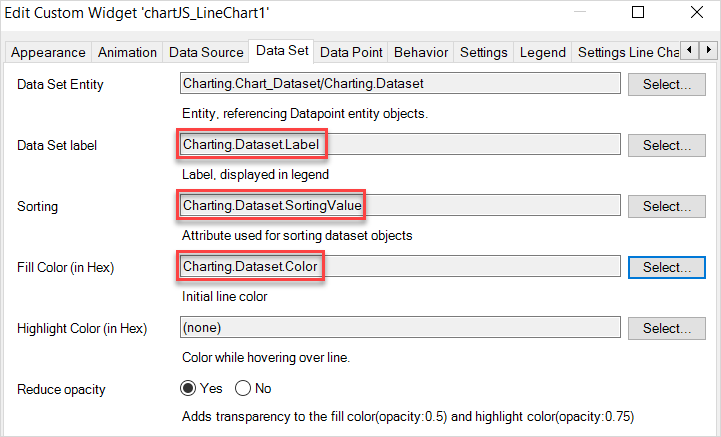 Edit Custom Widget 'chartJS_LineChart1'
Appearance Animation Data Source Data Set Data Point Behavior Settings Legend Settings Line Cha
Data Set Entity Charting.Chart_Dataset/Charting.Dataset Select...
Entity, referencing Datapoint entity objects.
Data Set label Charting.Dataset.Label Select...
Label, displayed in legend
Sorting Charting.Dataset.SortingValue Select...
Attribute used for sorting dataset objects
Fill Color (in Hex) Charting.Dataset.Color Select...
Initial line color
Highlight Color (in Hex) (none) Select...
Color while hovering over line.
Reduce opacity Yes No
Adds transparency to the fill color(opacity:0.5) and highlight color(opacity:0.75)